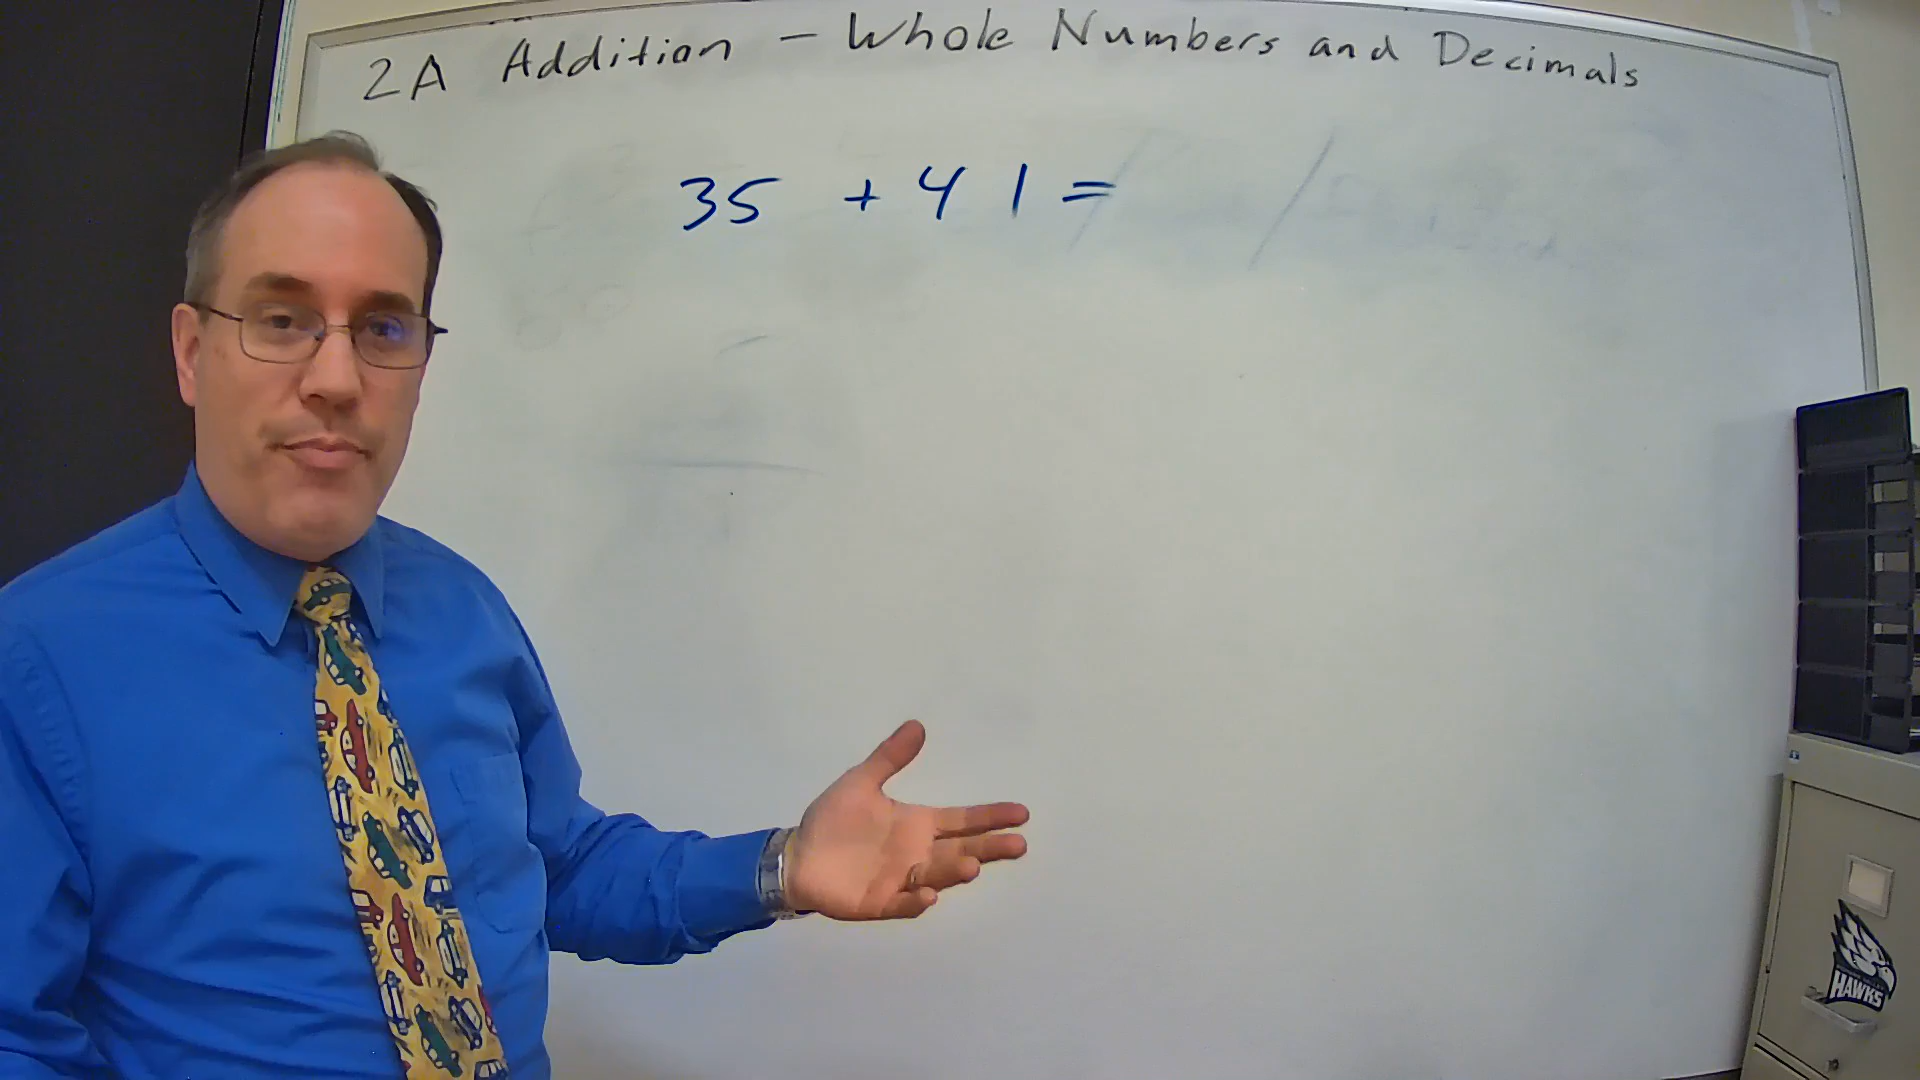 2A Addition – Whole Numbers and Decimals
35 + 41 =
HAWKS